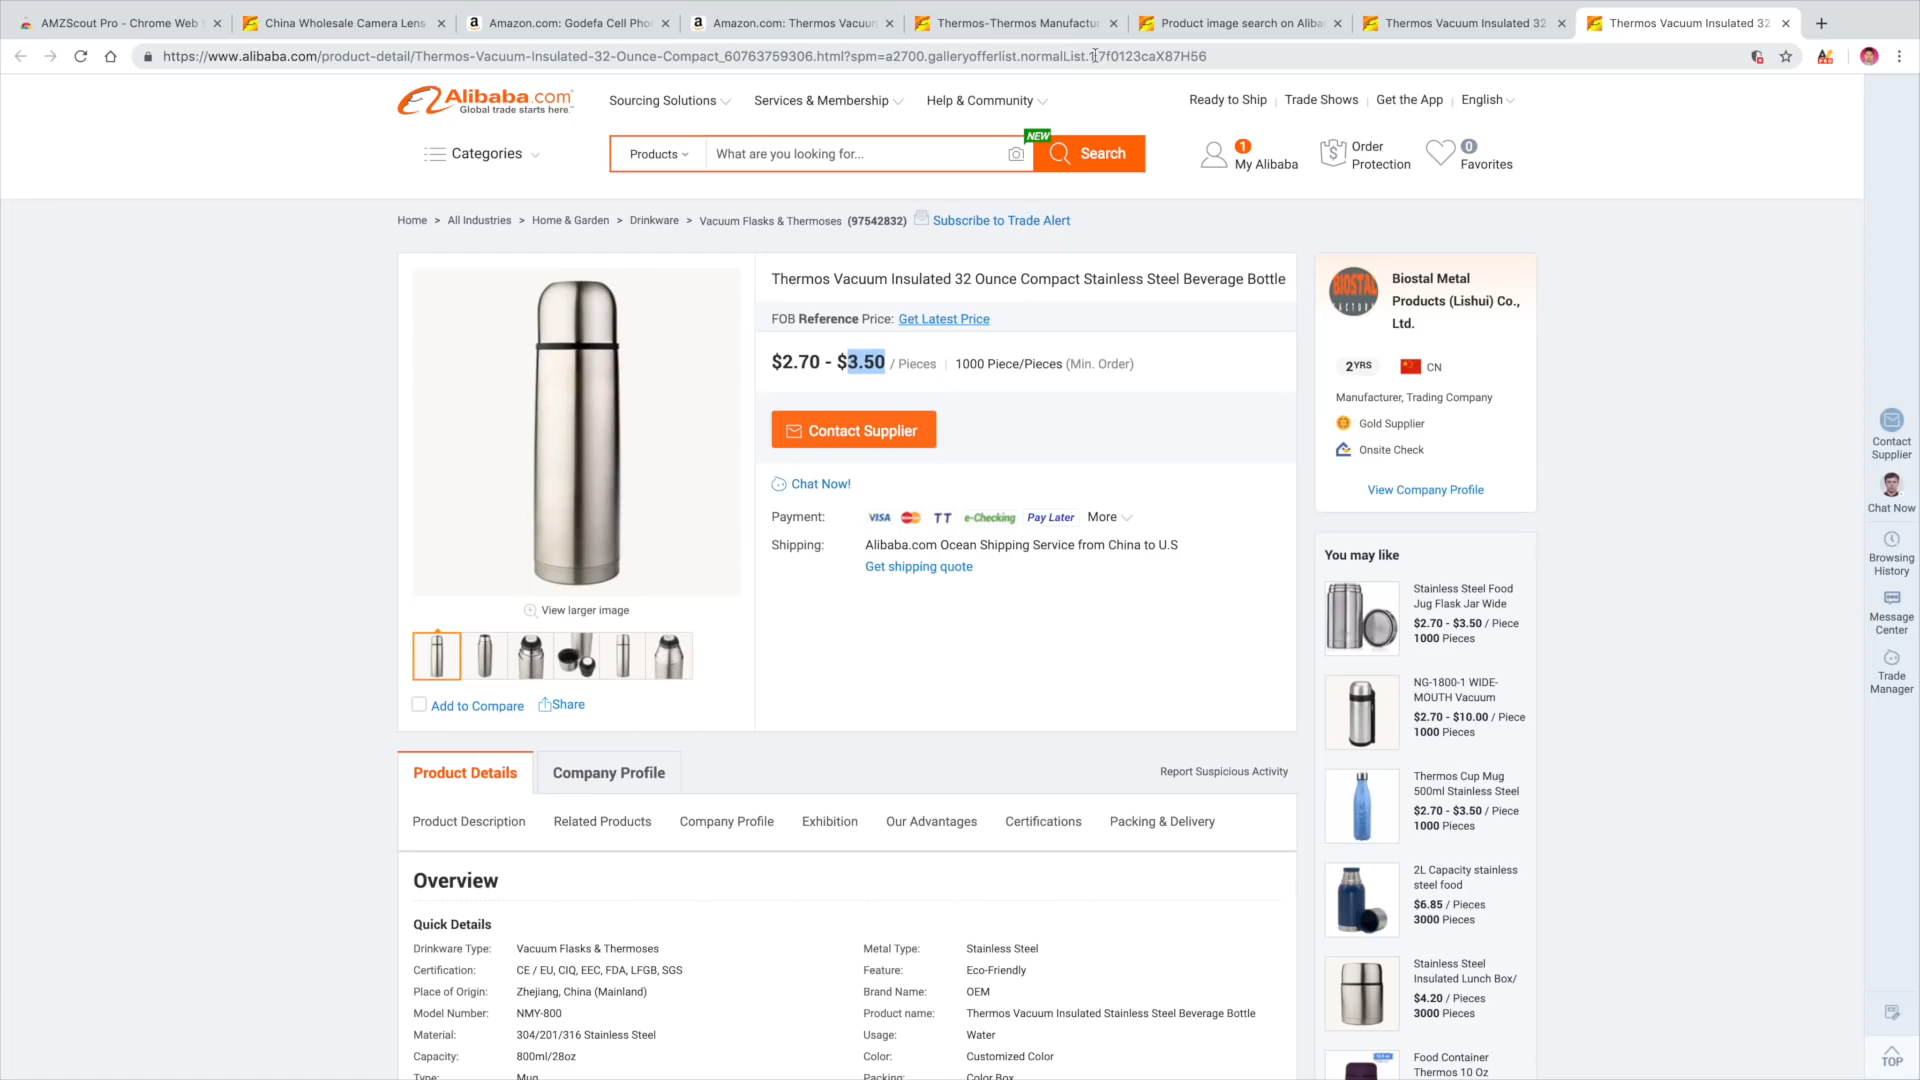 AMZScout Pro - Chrome Web
China Wholesale Camera Lens
Amazon.com: Godefa Cell Pho
Amazon.com: Thermos Vacuum
Thermos-Thermos Manufactur
Product image search on Aliba
Thermos Vacuum Insulated 32
Thermos Vacuum Insulated 32
https://www.alibaba.com/product-detail/Thermos-Vacuum-Insulated-32-Ounce-Compact_60763759306.html?spm=a2700.galleryofferlist.normalList.17f0123caX87H56
Alibaba.com
Global trade starts here.™
Sourcing Solutions
Services & Membership
Help & Community
Ready to Ship
Trade Shows
Get the App
English
Categories
Products
What are you looking for...
NEW
Search
1
My Alibaba
Order
Protection
0
Favorites
Home > All Industries > Home & Garden > Drinkware > Vacuum Flasks & Thermoses (97542832)
Subscribe to Trade Alert
Thermos Vacuum Insulated 32 Ounce Compact Stainless Steel Beverage Bottle
FOB Reference Price: Get Latest Price
$2.70 - $3.50 / Pieces | 1000 Piece/Pieces (Min. Order)
Contact Supplier
Chat Now!
Payment: VISA TT e-Checking Pay Later More
Shipping: Alibaba.com Ocean Shipping Service from China to U.S
Get shipping quote
View larger image
Add to Compare
Share
BIOSTAL
FACTORY
Biostal Metal
Products (Lishui) Co.,
Ltd.
2YRS
CN
Manufacturer, Trading Company
Gold Supplier
Onsite Check
View Company Profile
You may like
Stainless Steel Food
Jug Flask Jar Wide
$2.70 - $3.50 / Piece
1000 Pieces
NG-1800-1 WIDE-
MOUTH Vacuum
$2.70 - $10.00 / Piece
1000 Pieces
Thermos Cup Mug
500ml Stainless Steel
$2.70 - $3.50 / Piece
1000 Pieces
2L Capacity stainless
steel food
$6.85 / Pieces
3000 Pieces
Stainless Steel
Insulated Lunch Box/
$4.20 / Pieces
3000 Pieces
Food Container
Thermos 10 Oz
Contact
Supplier
Chat Now
Browsing
History
Message
Center
Trade
Manager
TOP
Product Details
Company Profile
Report Suspicious Activity
Product Description
Related Products
Company Profile
Exhibition
Our Advantages
Certifications
Packing & Delivery
Overview
Quick Details
Drinkware Type: Vacuum Flasks & Thermoses
Metal Type: Stainless Steel
Certification: CE / EU, CIQ, EEC, FDA, LFGB, SGS
Feature: Eco-Friendly
Place of Origin: Zhejiang, China (Mainland)
Brand Name: OEM
Model Number: NMY-800
Product name: Thermos Vacuum Insulated Stainless Steel Beverage Bottle
Material: 304/201/316 Stainless Steel
Usage: Water
Capacity: 800ml/28oz
Color: Customized Color
Type: Mug
Packing: Color Box